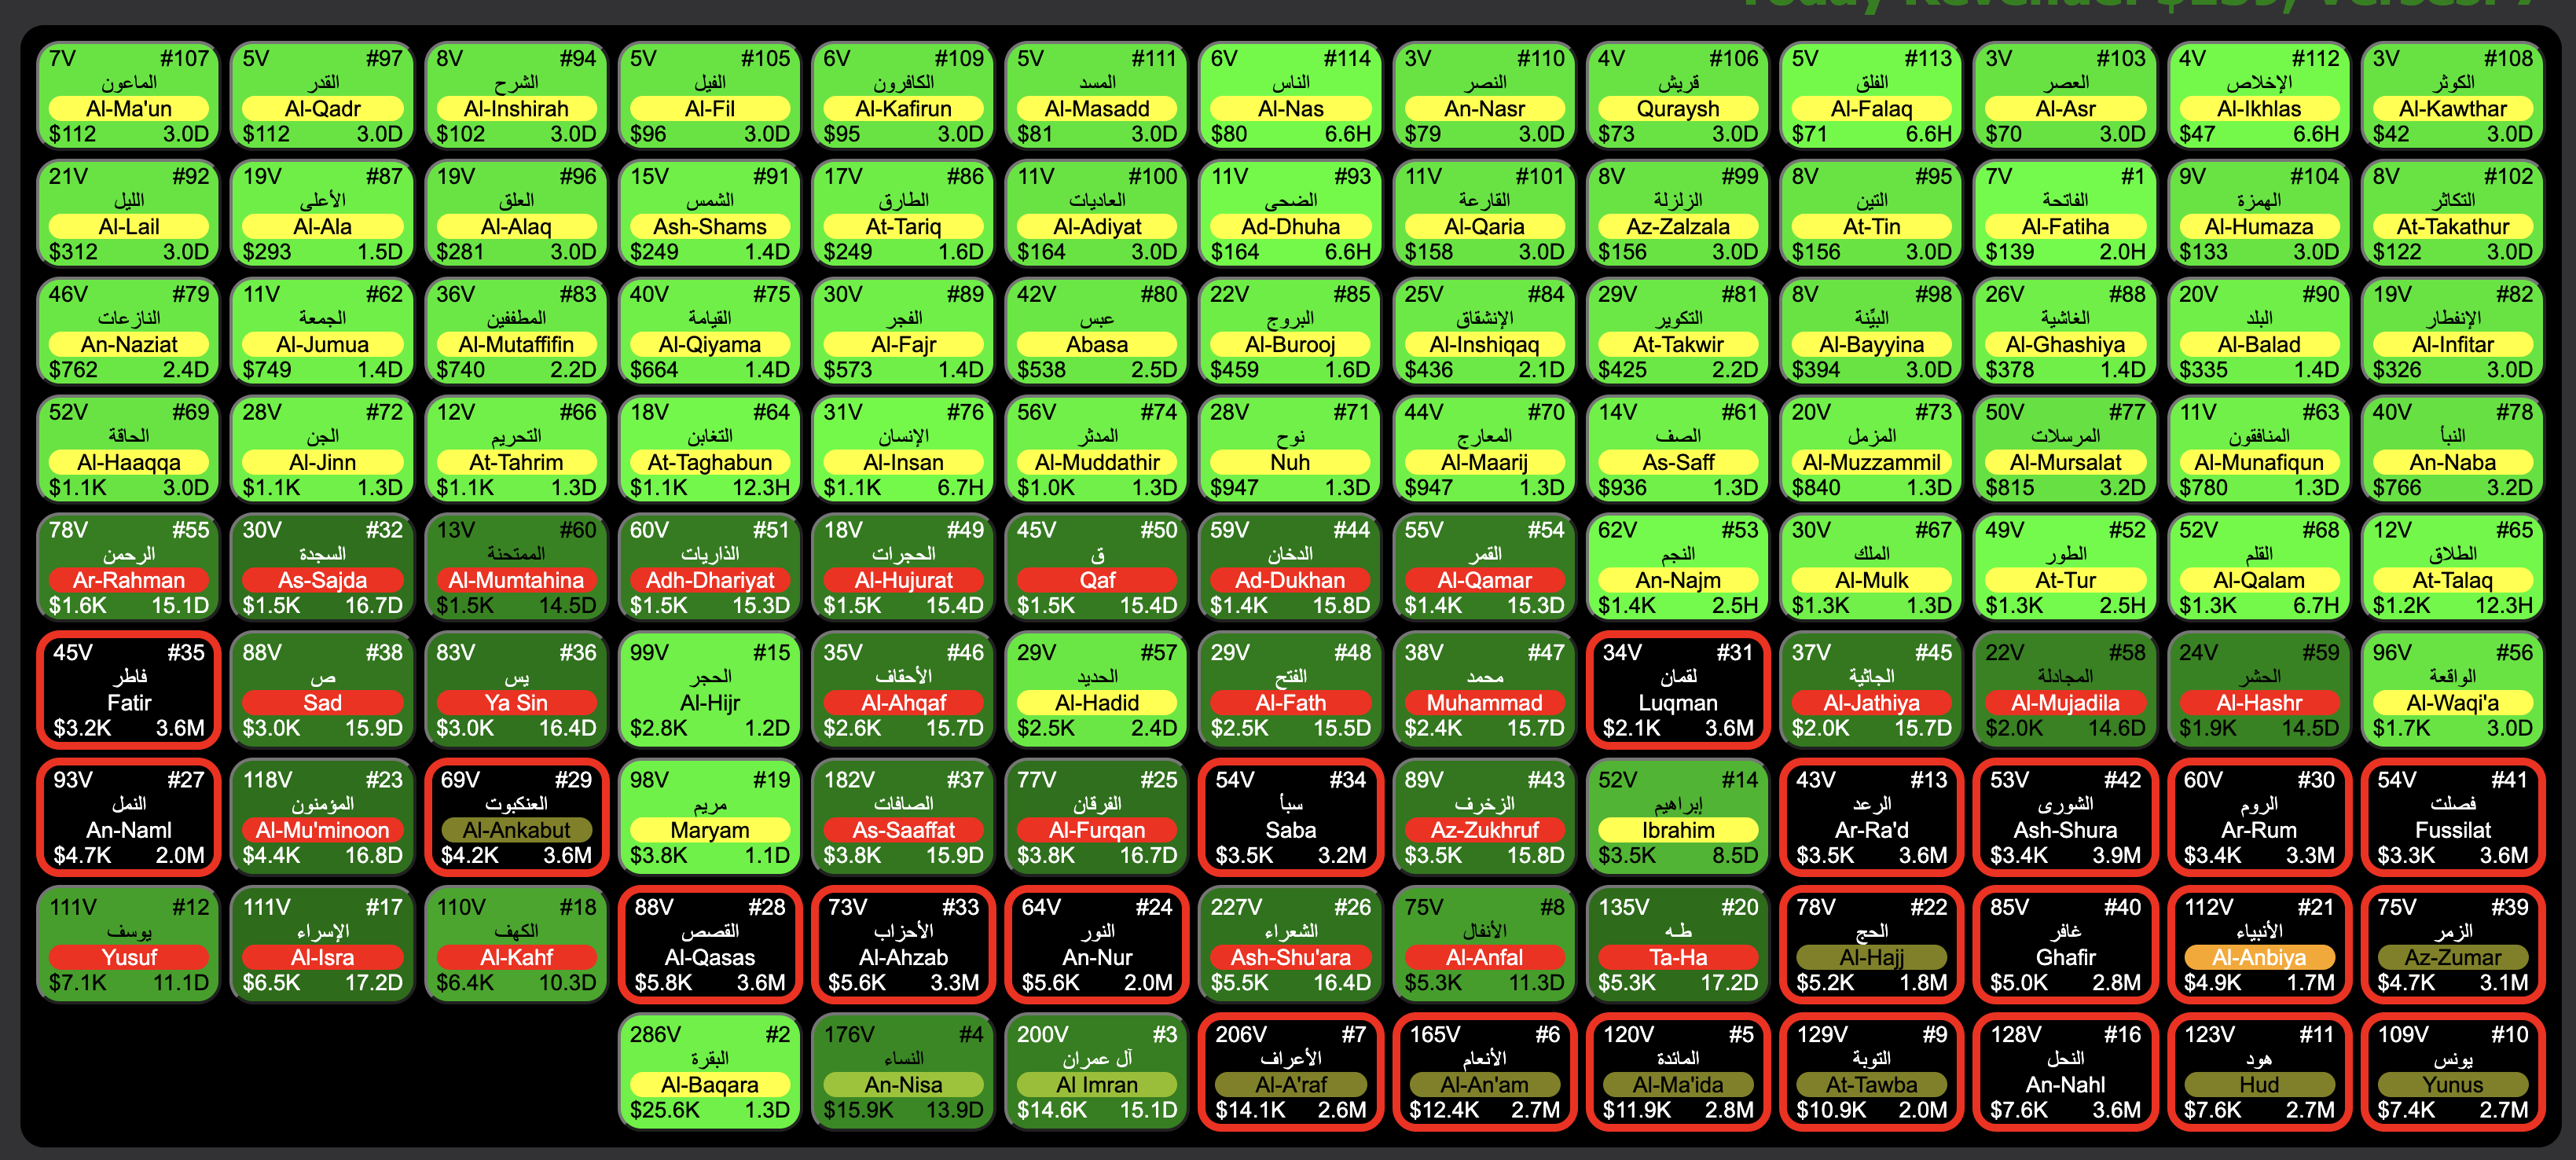 7V #107
الماعون
Al-Ma'un
$112 3.0D
5V #97
القدر
Al-Qadr
$112 3.0D
8V #94
الشرح
Al-Inshirah
$102 3.0D
5V #105
الفيل
Al-Fil
$96 3.0D
6V #109
الكافرون
Al-Kafirun
$95 3.0D
5V #111
المسد
Al-Masadd
$81 3.0D
6V #114
الناس
Al-Nas
$80 6.6H
3V #110
النصر
An-Nasr
$79 3.0D
4V #106
قريش
Quraysh
$73 3.0D
5V #113
الفلق
Al-Falaq
$71 6.6H
3V #103
العصر
Al-Asr
$70 3.0D
4V #112
الإخلاص
Al-Ikhlas
$47 6.6H
3V #108
الكوثر
Al-Kawthar
$42 3.0D
21V #92
الليل
Al-Lail
$312 3.0D
19V #87
الأعلى
Al-Ala
$293 1.5D
19V #96
العلق
Al-Alaq
$281 3.0D
15V #91
الشمس
Ash-Shams
$249 1.4D
17V #86
الطارق
At-Tariq
$249 1.6D
11V #100
العاديات
Al-Adiyat
$164 3.0D
11V #93
الضحى
Ad-Dhuha
$164 6.6H
11V #101
القارعة
Al-Qaria
$158 3.0D
8V #99
الزلزلة
Az-Zalzala
$156 3.0D
8V #95
التين
At-Tin
$156 3.0D
7V #1
الفاتحة
Al-Fatiha
$139 2.0H
9V #104
الهمزة
Al-Humaza
$133 3.0D
8V #102
التكاثر
At-Takathur
$122 3.0D
46V #79
النازعات
An-Naziat
$762 2.4D
11V #62
الجمعة
Al-Jumua
$749 1.4D
36V #83
المطففين
Al-Mutaffifin
$740 2.2D
40V #75
القيامة
Al-Qiyama
$664 1.4D
30V #89
الفجر
Al-Fajr
$573 1.4D
42V #80
عبس
Abasa
$538 2.5D
22V #85
البروج
Al-Burooj
$459 1.6D
25V #84
الإنشقاق
Al-Inshiqaq
$436 2.1D
29V #81
التكوير
At-Takwir
$425 2.2D
8V #98
البيِّنة
Al-Bayyina
$394 3.0D
26V #88
الغاشية
Al-Ghashiya
$378 1.4D
20V #90
البلد
Al-Balad
$335 1.4D
19V #82
الإنفطار
Al-Infitar
$326 3.0D
52V #69
الحاقة
Al-Haaqqa
$1.1K 3.0D
28V #72
الجن
Al-Jinn
$1.1K 1.3D
12V #66
التحريم
At-Tahrim
$1.1K 1.3D
18V #64
التغابن
At-Taghabun
$1.1K 12.3H
31V #76
الإنسان
Al-Insan
$1.1K 6.7H
56V #74
المدثر
Al-Muddathir
$1.0K 1.3D
28V #71
نوح
Nuh
$947 1.3D
44V #70
المعارج
Al-Maarij
$947 1.3D
14V #61
الصف
As-Saff
$936 1.3D
20V #73
المزمل
Al-Muzzammil
$840 1.3D
50V #77
المرسلات
Al-Mursalat
$815 3.2D
11V #63
المنافقون
Al-Munafiqun
$780 1.3D
40V #78
النبأ
An-Naba
$766 3.2D
78V #55
الرحمن
Ar-Rahman
$1.6K 15.1D
30V #32
السجدة
As-Sajda
$1.5K 16.7D
13V #60
الممتحنة
Al-Mumtahina
$1.5K 14.5D
60V #51
الذاريات
Adh-Dhariyat
$1.5K 15.3D
18V #49
الحجرات
Al-Hujurat
$1.5K 15.4D
45V #50
ق
Qaf
$1.5K 15.4D
59V #44
الدخان
Ad-Dukhan
$1.4K 15.8D
55V #54
القمر
Al-Qamar
$1.4K 15.3D
62V #53
النجم
An-Najm
$1.4K 2.5H
30V #67
الملك
Al-Mulk
$1.3K 1.3D
49V #52
الطور
At-Tur
$1.3K 2.5H
52V #68
القلم
Al-Qalam
$1.3K 6.7H
12V #65
الطلاق
At-Talaq
$1.2K 12.3H
45V #35
فاطر
Fatir
$3.2K 3.6M
88V #38
ص
Sad
$3.0K 15.9D
83V #36
يس
Ya Sin
$3.0K 16.4D
99V #15
الحجر
Al-Hijr
$2.8K 1.2D
35V #46
الأحقاف
Al-Ahqaf
$2.6K 15.7D
29V #57
الحديد
Al-Hadid
$2.5K 2.4D
29V #48
الفتح
Al-Fath
$2.5K 15.5D
38V #47
محمد
Muhammad
$2.4K 15.7D
34V #31
لقمان
Luqman
$2.1K 3.6M
37V #45
الجاثية
Al-Jathiya
$2.0K 15.7D
22V #58
المجادلة
Al-Mujadila
$2.0K 14.6D
24V #59
الحشر
Al-Hashr
$1.9K 14.5D
96V #56
الواقعة
Al-Waqi'a
$1.7K 3.0D
93V #27
النمل
An-Naml
$4.7K 2.0M
118V #23
المؤمنون
Al-Mu'minoon
$4.4K 16.8D
69V #29
العنكبوت
Al-Ankabut
$4.2K 3.6M
98V #19
مريم
Maryam
$3.8K 1.1D
182V #37
الصافات
As-Saaffat
$3.8K 15.9D
77V #25
الفرقان
Al-Furqan
$3.8K 16.7D
54V #34
سبأ
Saba
$3.5K 3.2M
89V #43
الزخرف
Az-Zukhruf
$3.5K 15.8D
52V #14
إبراهيم
Ibrahim
$3.5K 8.5D
43V #13
الرعد
Ar-Ra'd
$3.5K 3.6M
53V #42
الشورى
Ash-Shura
$3.4K 3.9M
60V #30
الروم
Ar-Rum
$3.4K 3.3M
54V #41
فصلت
Fussilat
$3.3K 3.6M
111V #12
يوسف
Yusuf
$7.1K 11.1D
111V #17
الإسراء
Al-Isra
$6.5K 17.2D
110V #18
الكهف
Al-Kahf
$6.4K 10.3D
88V #28
القصص
Al-Qasas
$5.8K 3.6M
73V #33
الأحزاب
Al-Ahzab
$5.6K 3.3M
64V #24
النور
An-Nur
$5.6K 2.0M
227V #26
الشعراء
Ash-Shu'ara
$5.5K 16.4D
75V #8
الأنفال
Al-Anfal
$5.3K 11.3D
135V #20
طـه
Ta-Ha
$5.3K 17.2D
78V #22
الحج
Al-Hajj
$5.2K 1.8M
85V #40
غافر
Ghafir
$5.0K 2.8M
112V #21
الأنبياء
Al-Anbiya
$4.9K 1.7M
75V #39
الزمر
Az-Zumar
$4.7K 3.1M
286V #2
البقرة
Al-Baqara
$25.6K 1.3D
176V #4
النساء
An-Nisa
$15.9K 13.9D
200V #3
آل عمران
Al Imran
$14.6K 15.1D
206V #7
الأعراف
Al-A'raf
$14.1K 2.6M
165V #6
الأنعام
Al-An'am
$12.4K 2.7M
120V #5
المائدة
Al-Ma'ida
$11.9K 2.8M
129V #9
التوبة
At-Tawba
$10.9K 2.0M
128V #16
النحل
An-Nahl
$7.6K 3.6M
123V #11
هود
Hud
$7.6K 2.7M
109V #10
يونس
Yunus
$7.4K 2.7M